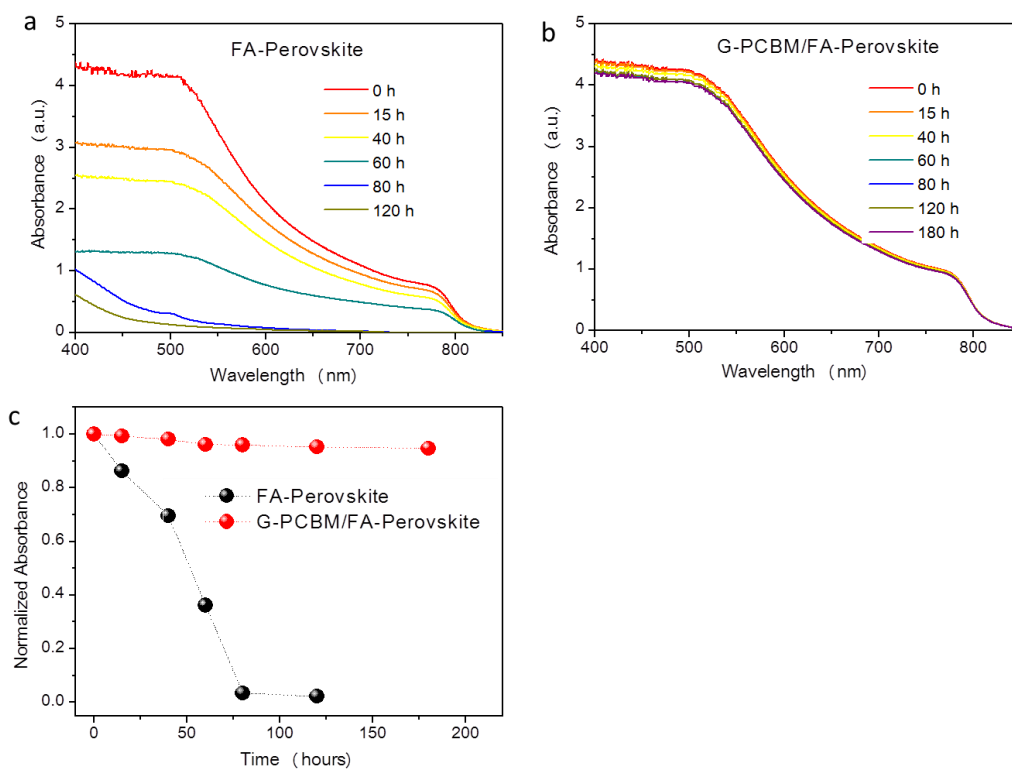 a
FA-Perovskite
0 h
15 h
40 h
60 h
80 h
120 h
5
4
3
2
1
0
Absorbance (a.u.)
400 500 600 700 800
Wavelength (nm)
b
G-PCBM/FA-Perovskite
0 h
15 h
40 h
60 h
80 h
120 h
180 h
5
4
3
2
1
0
Absorbance (a.u.)
400 500 600 700 800
Wavelength (nm)
c
FA-Perovskite
G-PCBM/FA-Perovskite
1.0
0.8
0.6
0.4
0.2
0.0
Normalized Absorbance
0 50 100 150 200
Time (hours)